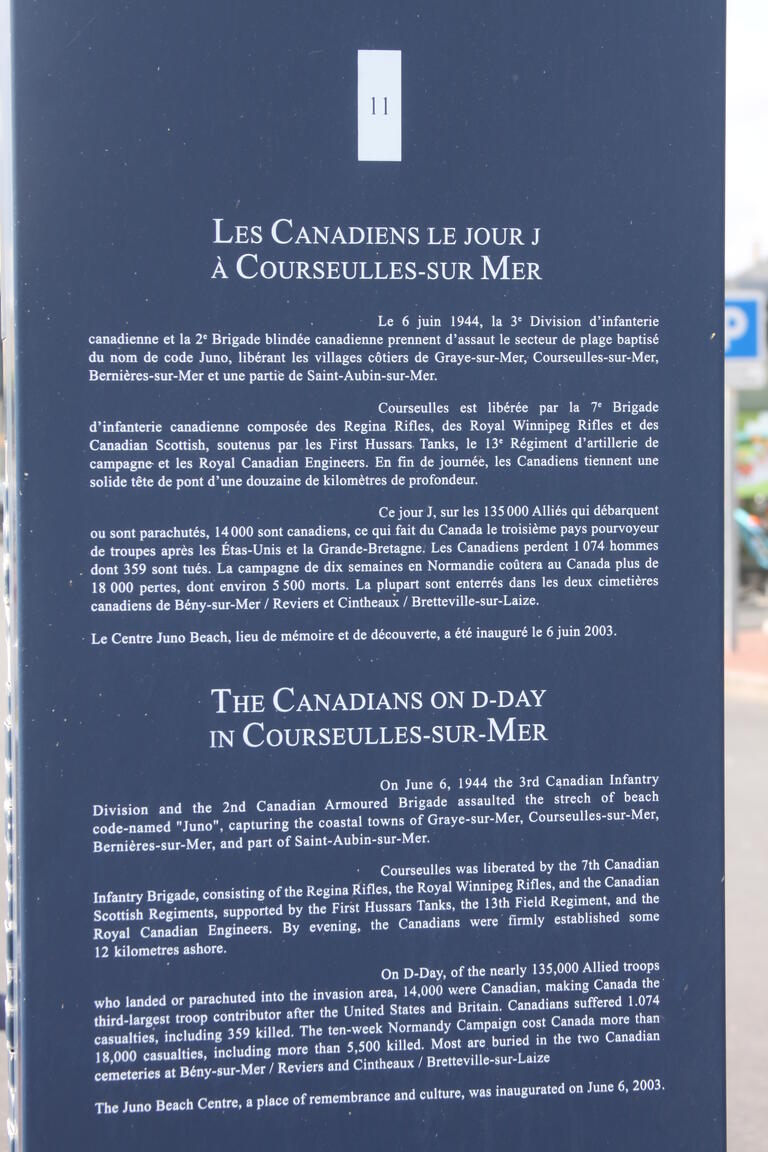 11
LES CANADIENS LE JOUR J
À COURSEULLES-SUR MER
Le 6 juin 1944, la 3e Division d'infanterie
canadienne et la 2e Brigade blindée canadienne prennent d'assaut le secteur de plage baptisé
du nom de code Juno, libérant les villages côtiers de Graye-sur-Mer, Courseulles-sur-Mer,
Bernières-sur-Mer et une partie de Saint-Aubin-sur-Mer.
Courseulles est libérée par la 7e Brigade
d'infanterie canadienne composée des Regina Rifles, des Royal Winnipeg Rifles et des
Canadian Scottish, soutenus par les First Hussars Tanks, le 13e Régiment d'artillerie de
campagne et les Royal Canadian Engineers. En fin de journée, les Canadiens tiennent une
solide tête de pont d'une douzaine de kilomètres de profondeur.
Ce jour J, sur les 135 000 Alliés qui débarquent
ou sont parachutés, 14 000 sont canadiens, ce qui fait du Canada le troisième pays pourvoyeur
de troupes après les Étas-Unis et la Grande-Bretagne. Les Canadiens perdent 1 074 hommes
dont 359 sont tués. La campagne de dix semaines en Normandie coûtera au Canada plus de
18 000 pertes, dont environ 5 500 morts. La plupart sont enterrés dans les deux cimetières
canadiens de Bény-sur-Mer / Reviers et Cintheaux / Bretteville-sur-Laize.
Le Centre Juno Beach, lieu de mémoire et de découverte, a été inauguré le 6 juin 2003.
THE CANADIANS ON D-DAY
IN COURSEULLES-SUR-MER
On June 6, 1944 the 3rd Canadian Infantry
Division and the 2nd Canadian Armoured Brigade assaulted the strech of beach
code-named "Juno", capturing the coastal towns of Graye-sur-Mer, Courseulles-sur-Mer,
Bernières-sur-Mer, and part of Saint-Aubin-sur-Mer.
Courseulles was liberated by the 7th Canadian
Infantry Brigade, consisting of the Regina Rifles, the Royal Winnipeg Rifles, and the Canadian
Scottish Regiments, supported by the First Hussars Tanks, the 13th Field Regiment, and the
Royal Canadian Engineers. By evening, the Canadians were firmly established some
12 kilometres ashore.
On D-Day, of the nearly 135,000 Allied troops
who landed or parachuted into the invasion area, 14,000 were Canadian, making Canada the
third-largest troop contributor after the United States and Britain. Canadians suffered 1.074
casualties, including 359 killed. The ten-week Normandy Campaign cost Canada more than
18,000 casualties, including more than 5,500 killed. Most are buried in the two Canadian
cemeteries at Bény-sur-Mer / Reviers and Cintheaux / Bretteville-sur-Laize
The Juno Beach Centre, a place of remembrance and culture, was inaugurated on June 6, 2003.
P